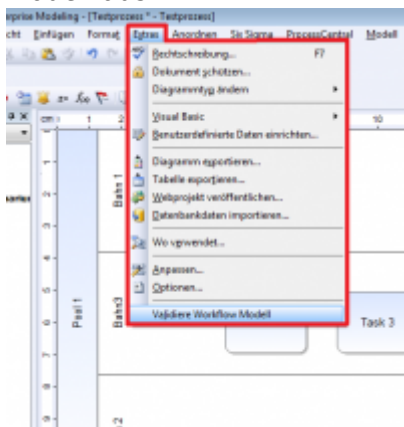 erprise Modeling - [Testprozess * - Testprozess]
cht Einfügen Format Extras Anordnen Six Sigma ProcessCentral Modell
Rechtschreibung... F7
Dokument schützen...
Diagrammtyp ändern
Visual Basic
Benutzerdefinierte Daten einrichten...
Diagramm exportieren...
Tabelle exportieren...
Webprojekt veröffentlichen...
Datenbankdaten importieren...
Wo verwendet...
Anpassen...
Optionen...
Validiere Workflow Modell
Pool 1
Bahn 1
Bahn3
Task 3